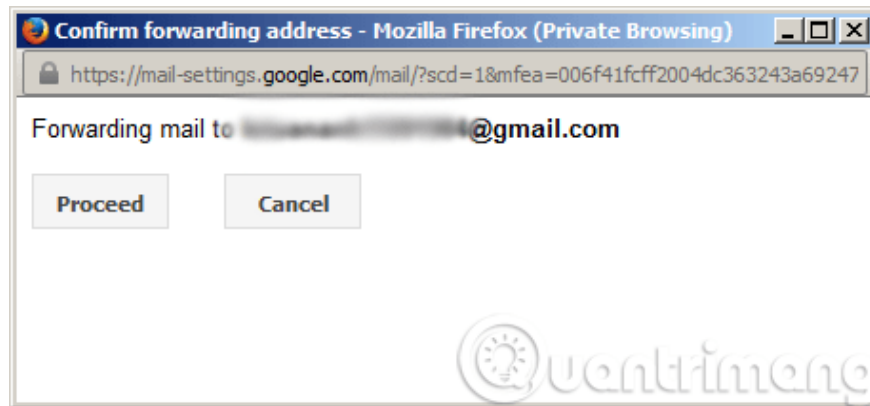 Confirm forwarding address - Mozilla Firefox (Private Browsing)
https://mail-settings.google.com/mail/?scd=1&mfea=006f41fcff2004dc363243a69247
Forwarding mail to @gmail.com
Proceed Cancel
Quantrimang